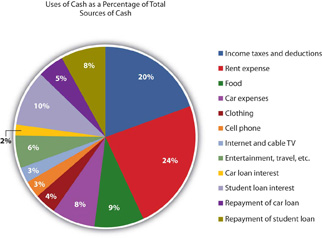 Uses of Cash as a Percentage of Total
Sources of Cash
8%
20%
5%
10%
2%
6%
3%
3%
4%
8%
9%
24%
Income taxes and deductions
Rent expense
Food
Car expenses
Clothing
Cell phone
Internet and cable TV
Entertainment, travel, etc.
Car loan interest
Student loan interest
Repayment of car loan
Repayment of student loan